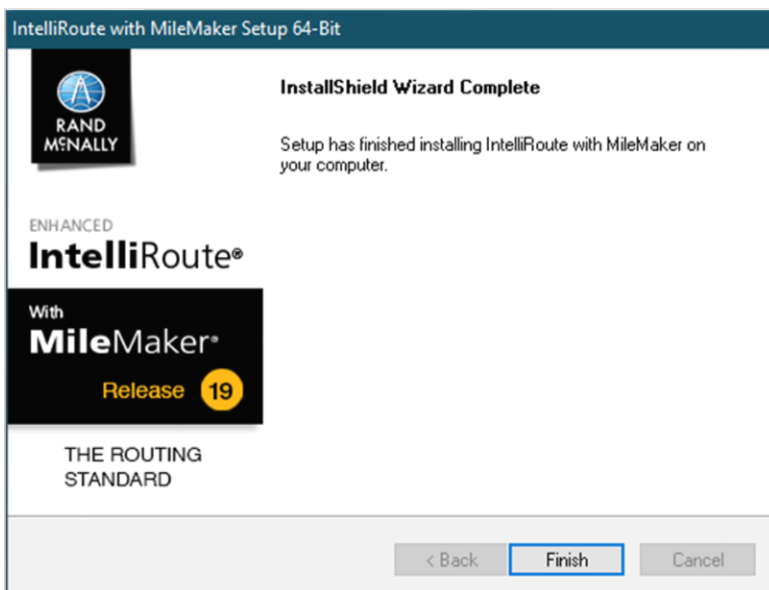 IntelliRoute with MileMaker Setup 64-Bit
RAND
MCNALLY
InstallShield Wizard Complete
Setup has finished installing IntelliRoute with MileMaker on
your computer.
ENHANCED
IntelliRoute®
With
MileMaker®
Release 19
THE ROUTING
STANDARD
< Back
Finish
Cancel